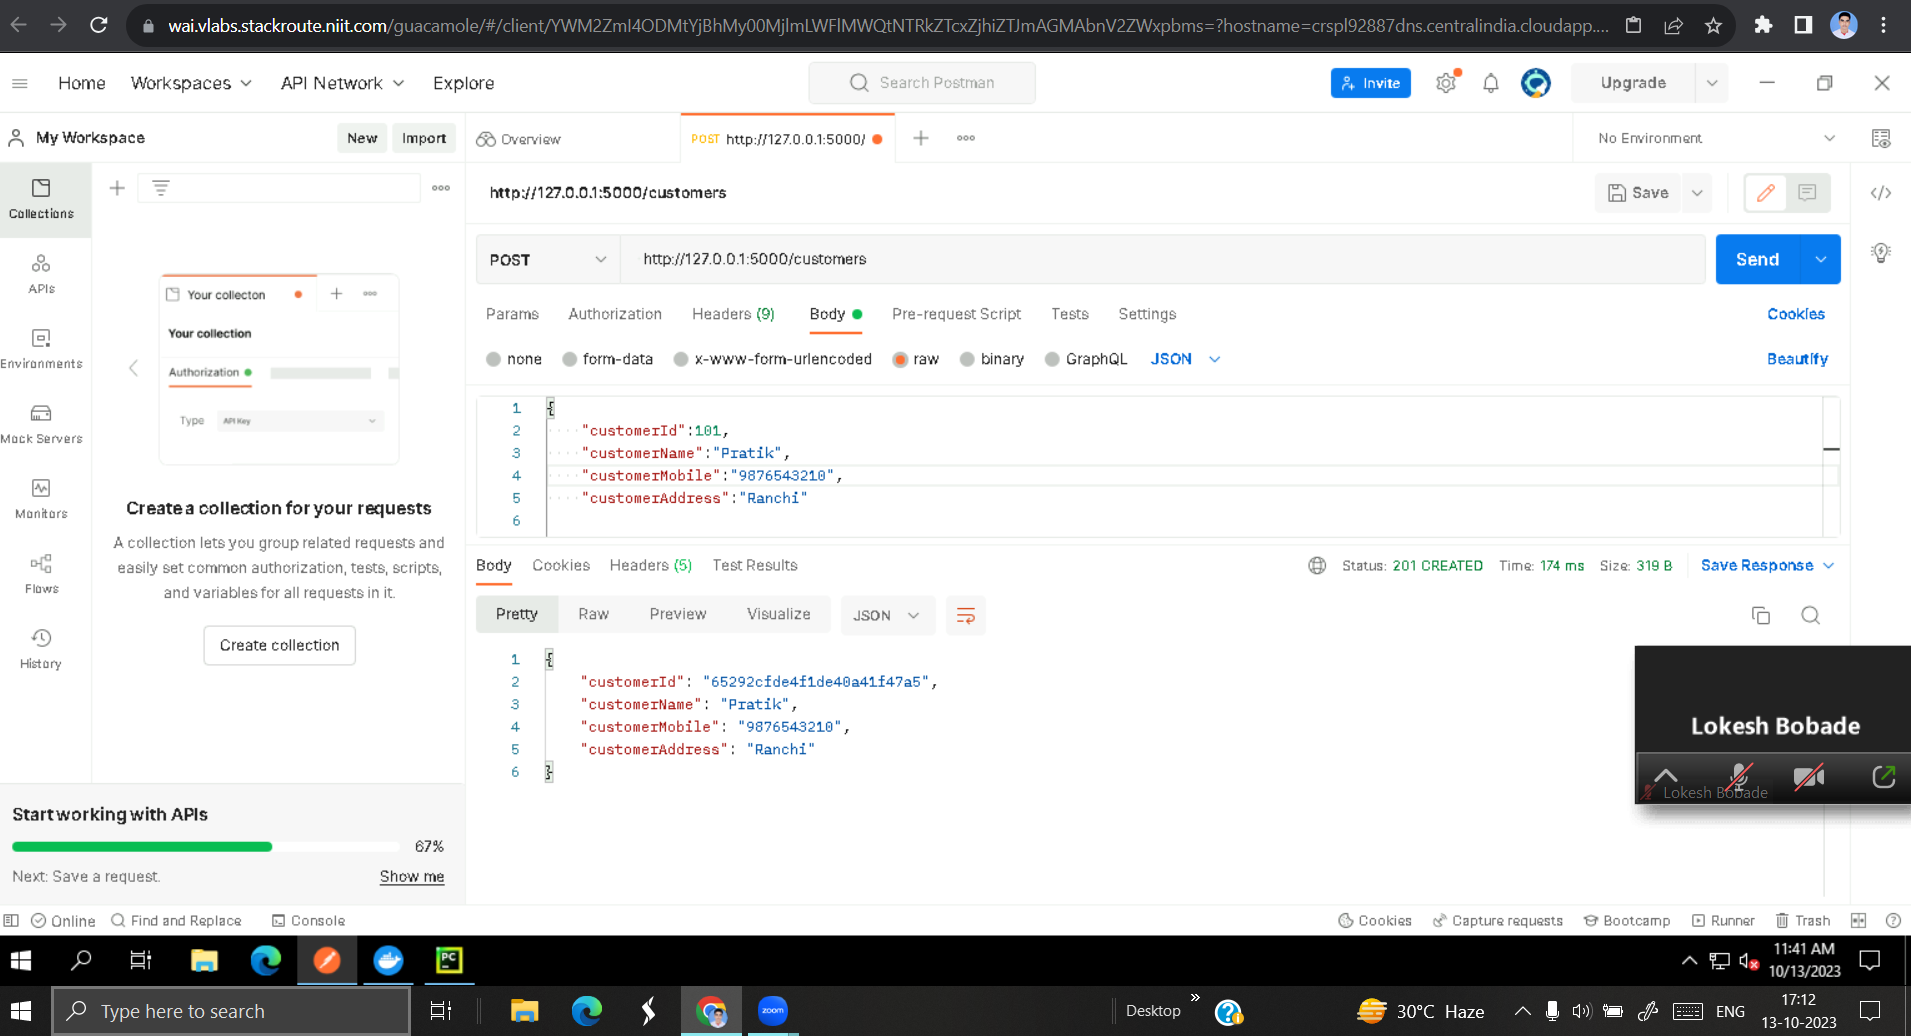 wai.vlabs.stackroute.niit.com/guacamole/#/client/YWM2ZmI4ODMtYjBhMy00MjlmLWFlMWQtNTRkZTcxZjhiZTJmAGMAbnV2ZWxpbms=?hostname=crspl92887dns.centralindia.cloudapp....
Home Workspaces API Network Explore Search Postman Invite Upgrade
My Workspace New Import Overview POST http://127.0.0.1:5000/ No Environment
Collections
http://127.0.0.1:5000/customers Save
APIs
POST http://127.0.0.1:5000/customers Send
Your collecton
Params Authorization Headers (9) Body Pre-request Script Tests Settings Cookies
Your collection
Environments
none form-data x-www-form-urlencoded raw binary GraphQL JSON Beautify
Authorization
Type API Key
1 {
2 "customerId":101,
3 "customerName":"Pratik",
4 "customerMobile":"9876543210",
5 "customerAddress":"Ranchi"
6
Mock Servers
Monitors
Create a collection for your requests
A collection lets you group related requests and
easily set common authorization, tests, scripts,
and variables for all requests in it.
Create collection
Flows
History
Body Cookies Headers (5) Test Results Status: 201 CREATED Time: 174 ms Size: 319 B Save Response
Pretty Raw Preview Visualize JSON
1 {
2 "customerId": "65292cfde4f1de40a41f47a5",
3 "customerName": "Pratik",
4 "customerMobile": "9876543210",
5 "customerAddress": "Ranchi"
6 }
Lokesh Bobade
Lokesh Bobade
Start working with APIs
67%
Next: Save a request. Show me
Online Find and Replace Console Cookies Capture requests Bootcamp Runner Trash
PC
11:41 AM
10/13/2023
Type here to search zoom Desktop 30°C Haze ENG
17:12
13-10-2023